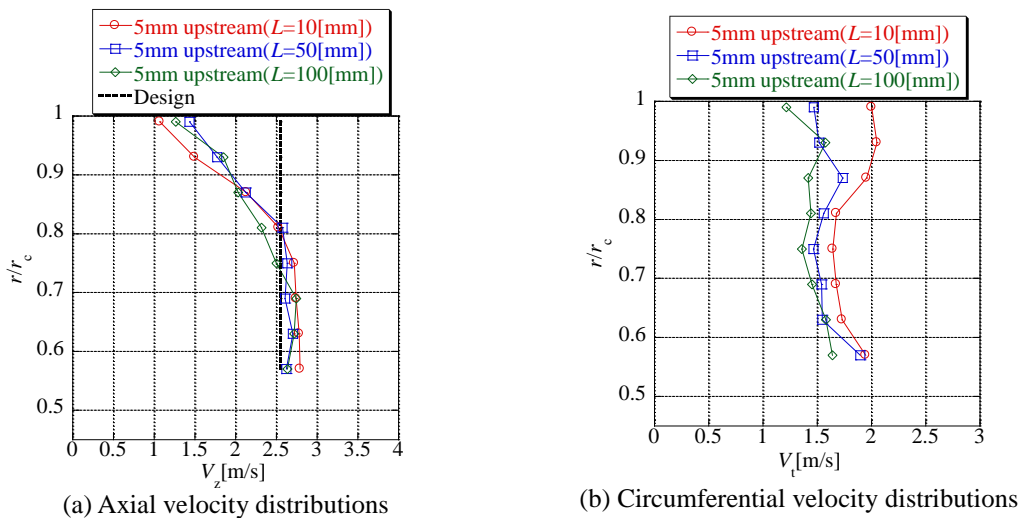 5mm upstream(L=10[mm])
5mm upstream(L=50[mm])
5mm upstream(L=100[mm])
Design
1
0.9
0.8
0.7
0.6
0.5
r/rc
0 0.5 1 1.5 2 2.5 3 3.5 4
Vz[m/s]
(a) Axial velocity distributions
5mm upstream(L=10[mm])
5mm upstream(L=50[mm])
5mm upstream(L=100[mm])
1
0.9
0.8
0.7
0.6
0.5
r/rc
0 0.5 1 1.5 2 2.5 3
Vt[m/s]
(b) Circumferential velocity distributions